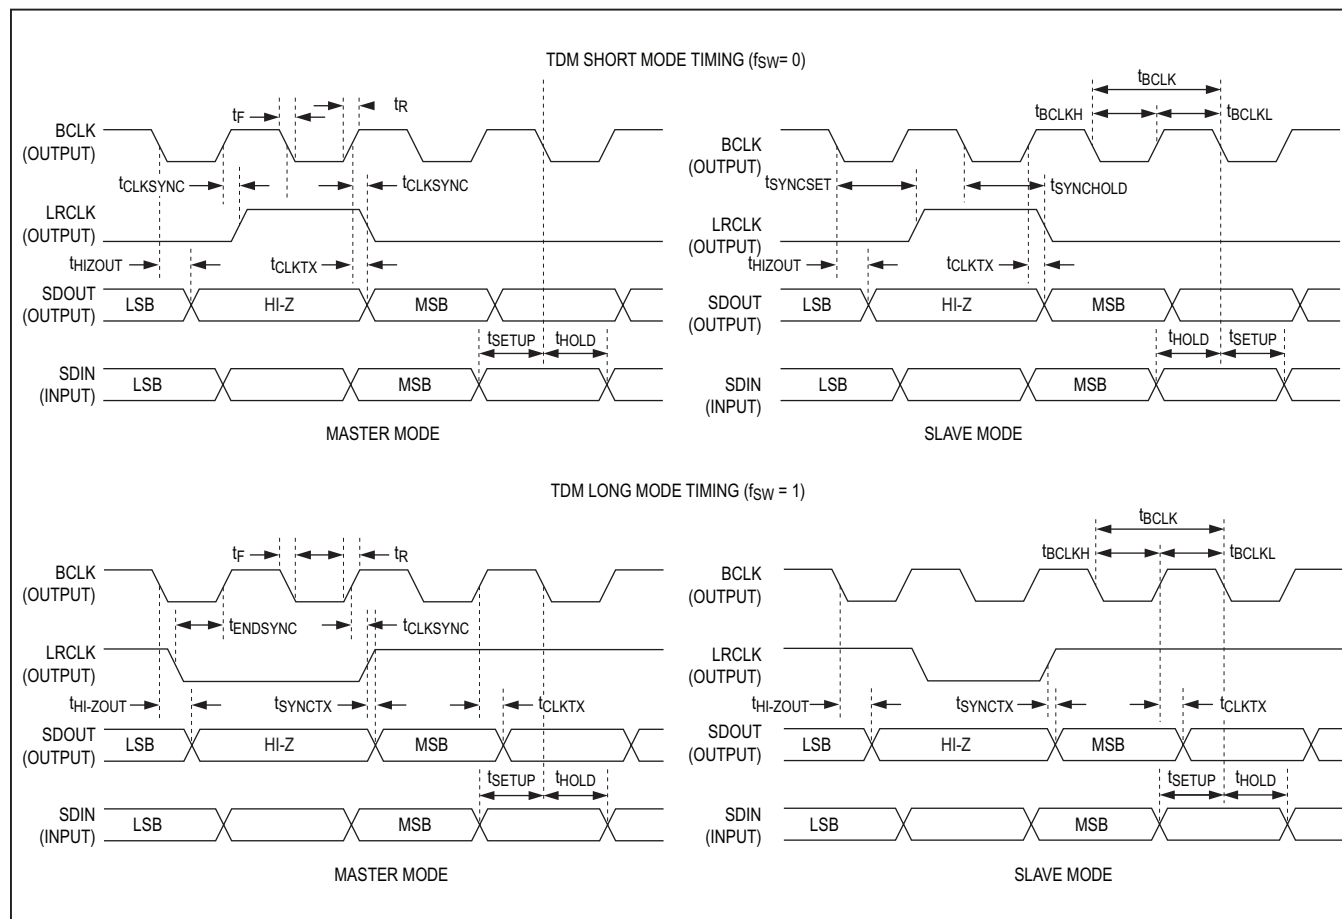 TDM SHORT MODE TIMING (fSW= 0)
tF
tR
BCLK
(OUTPUT)
tCLKSYNC
tCLKSYNC
LRCLK
(OUTPUT)
tHIZOUT
tCLKTX
SDOUT
(OUTPUT)
LSB
HI-Z
MSB
tSETUP
tHOLD
SDIN
(INPUT)
LSB
MSB
MASTER MODE
tBCLK
tBCLKH
tBCLKL
BCLK
(OUTPUT)
tSYNCSET
tSYNCHOLD
LRCLK
(OUTPUT)
tHIZOUT
tCLKTX
SDOUT
(OUTPUT)
LSB
HI-Z
MSB
tHOLD
tSETUP
SDIN
(INPUT)
LSB
MSB
SLAVE MODE
TDM LONG MODE TIMING (fSW = 1)
tF
tR
BCLK
(OUTPUT)
tENDSYNC
tCLKSYNC
LRCLK
(OUTPUT)
tHI-ZOUT
tSYNCTX
tCLKTX
SDOUT
(OUTPUT)
LSB
HI-Z
MSB
tSETUP
tHOLD
SDIN
(INPUT)
LSB
MSB
MASTER MODE
tBCLK
tBCLKH
tBCLKL
BCLK
(OUTPUT)
LRCLK
(OUTPUT)
tHI-ZOUT
tSYNCTX
tCLKTX
SDOUT
(OUTPUT)
LSB
HI-Z
MSB
tSETUP
tHOLD
SDIN
(INPUT)
LSB
MSB
SLAVE MODE